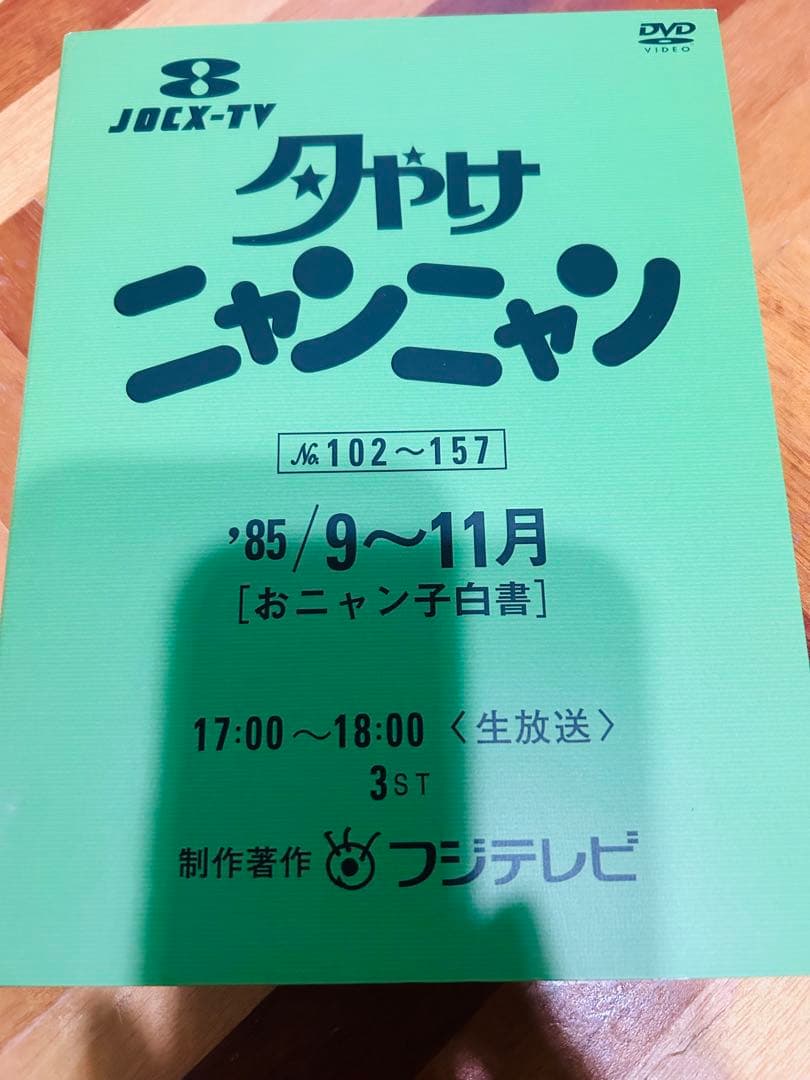 DVD
VIDEO
JOCX-TV
夕やけ
ニャンニャン
No.102〜157
'85/9〜11月
[おニャン子白書]
17:00〜18:00〈生放送〉
3ST
制作著作 フジテレビ